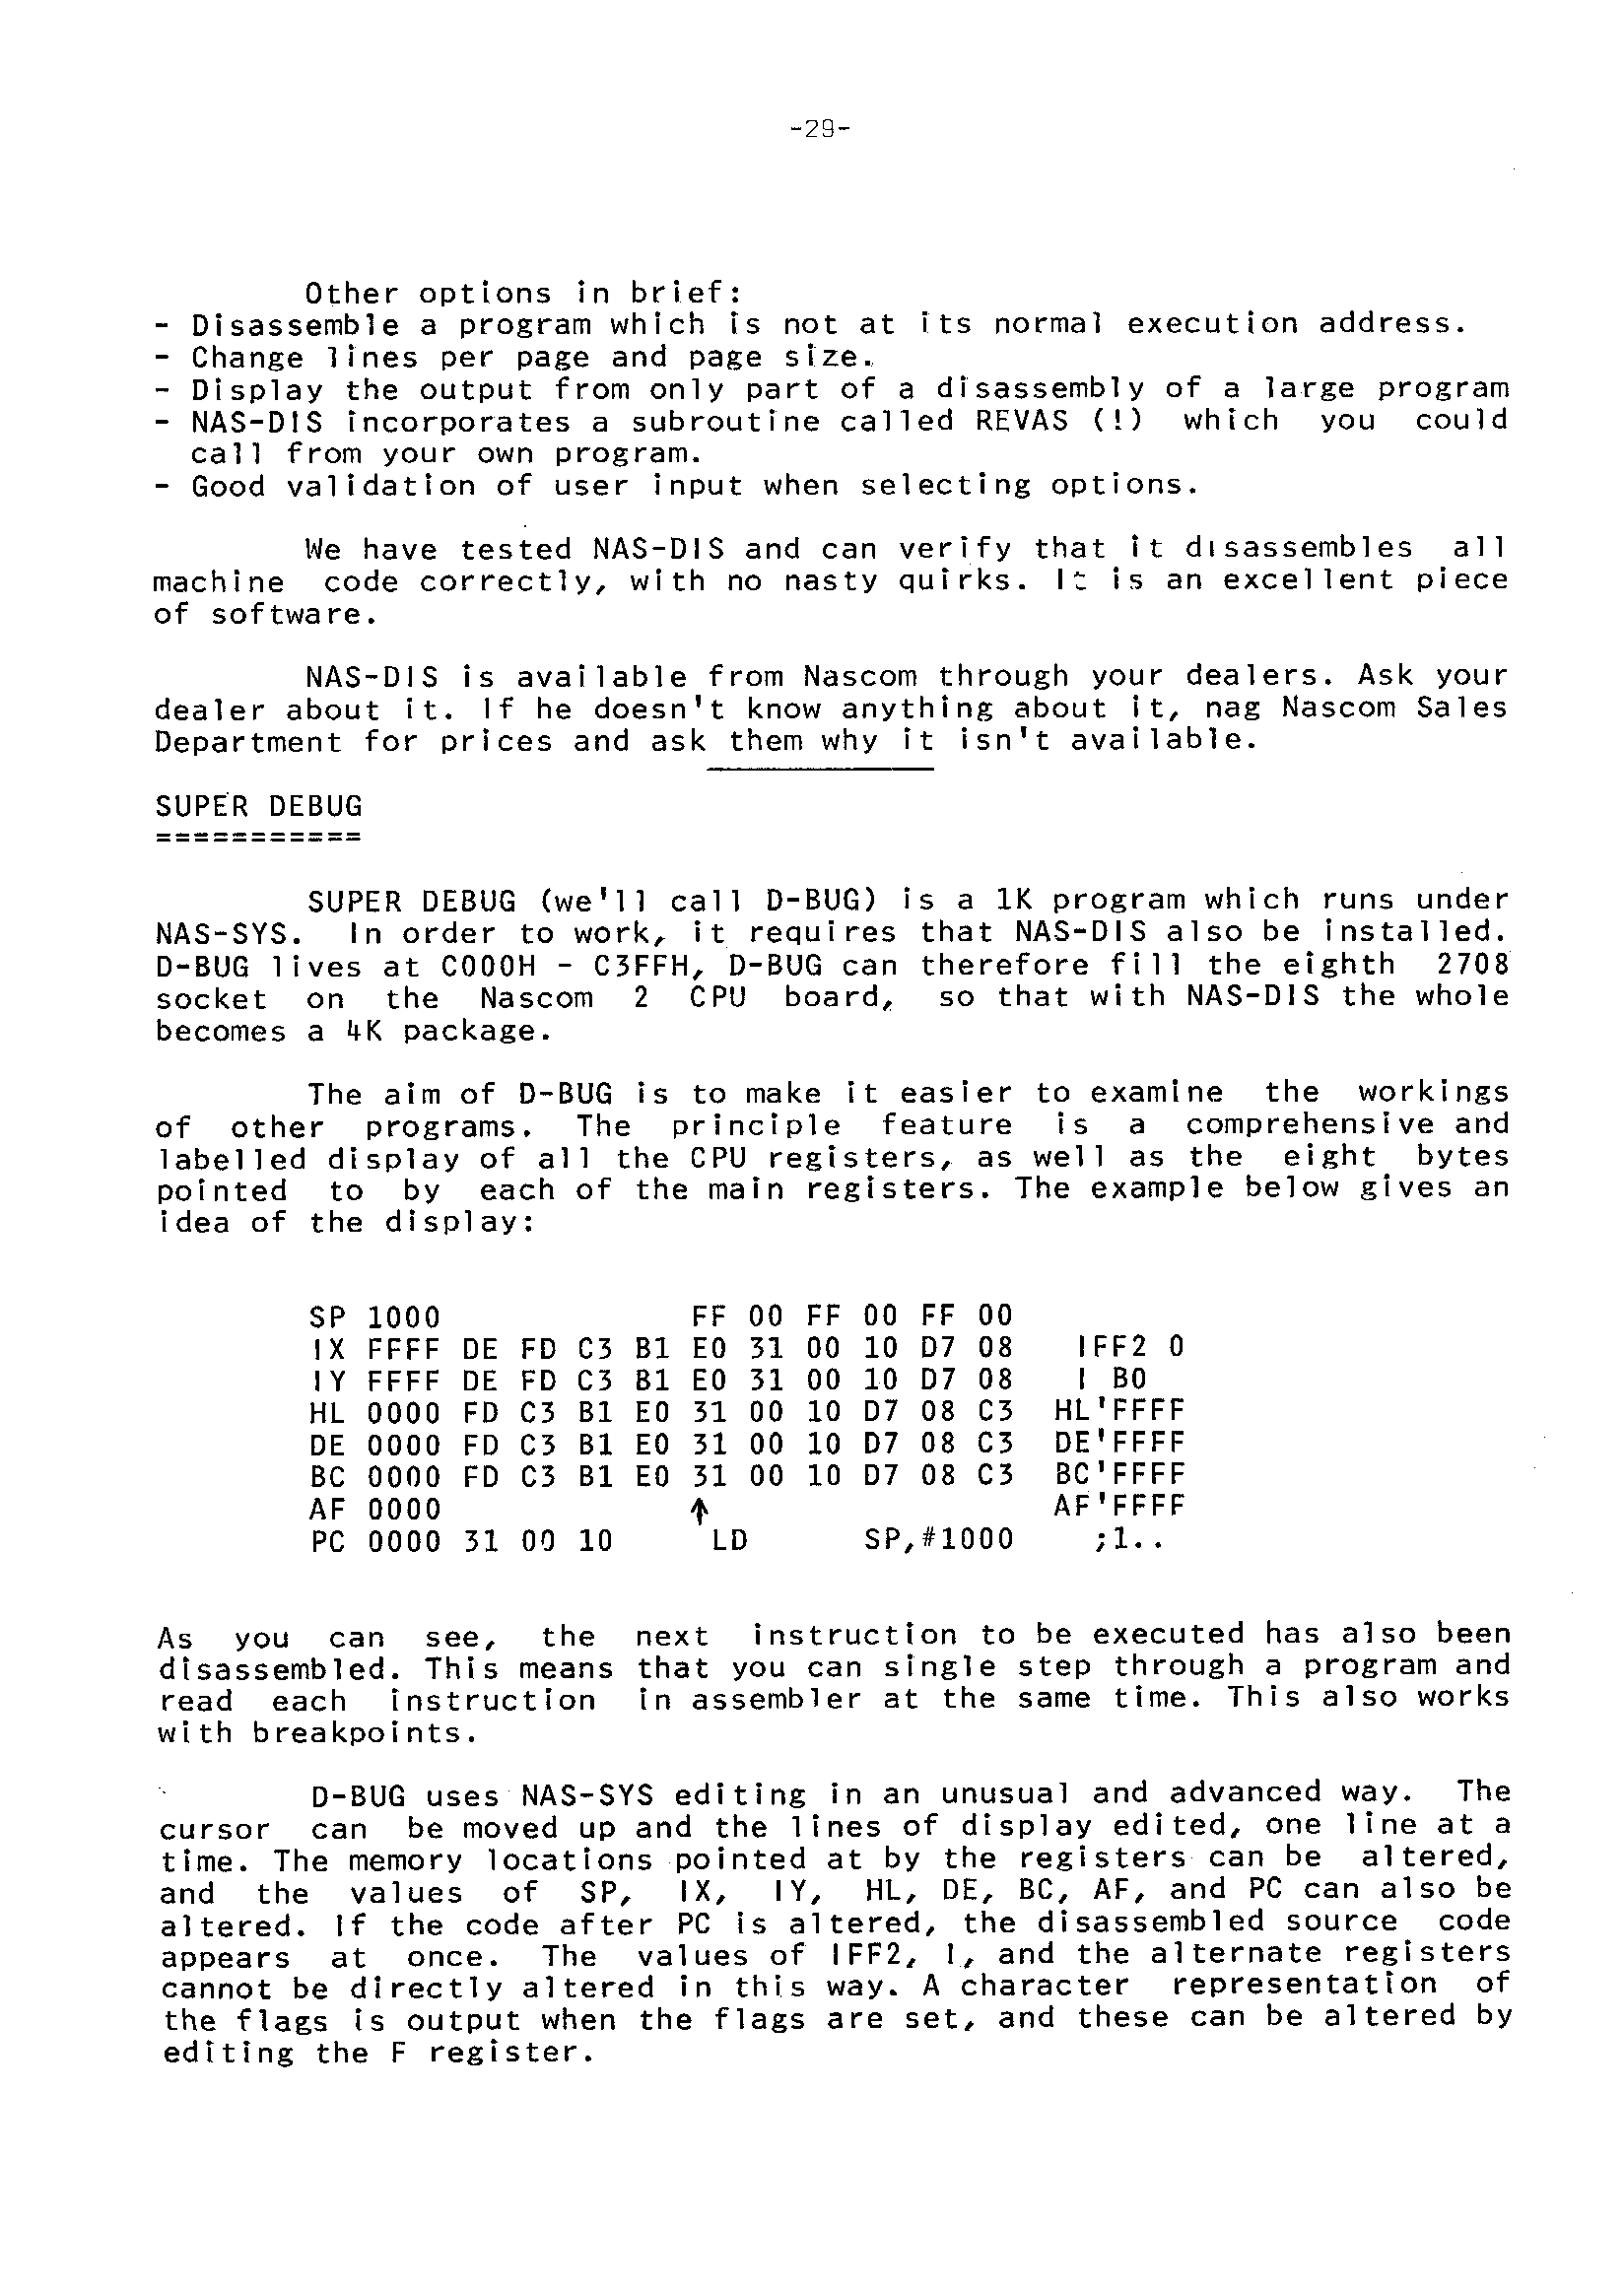 -29-
Other options in brief:
- Disassemble a program which is not at its normal execution address.
- Change lines per page and page size.
- Display the output from only part of a disassembly of a large program
- NAS-DIS incorporates a subroutine called REVAS (!) which you could
call from your own program.
- Good validation of user input when selecting options.
We have tested NAS-DIS and can verify that it disassembles all
machine code correctly, with no nasty quirks. It is an excellent piece
of software.
NAS-DIS is available from Nascom through your dealers. Ask your
dealer about it. If he doesn't know anything about it, nag Nascom Sales
Department for prices and ask them why it isn't available.
SUPER DEBUG
===========
SUPER DEBUG (we'll call D-BUG) is a 1K program which runs under
NAS-SYS. In order to work, it requires that NAS-DIS also be installed.
D-BUG lives at C000H - C3FFH, D-BUG can therefore fill the eighth 2708
socket on the Nascom 2 CPU board, so that with NAS-DIS the whole
becomes a 4K package.
The aim of D-BUG is to make it easier to examine the workings
of other programs. The principle feature is a comprehensive and
labelled display of all the CPU registers, as well as the eight bytes
pointed to by each of the main registers. The example below gives an
idea of the display:
SP 1000 FF 00 FF 00 FF 00
IX FFFF DE FD C3 B1 E0 31 00 10 D7 08 IFF2 0
IY FFFF DE FD C3 B1 E0 31 00 10 D7 08 I B0
HL 0000 FD C3 B1 E0 31 00 10 D7 08 C3 HL'FFFF
DE 0000 FD C3 B1 E0 31 00 10 D7 08 C3 DE'FFFF
BC 0000 FD C3 B1 E0 31 00 10 D7 08 C3 BC'FFFF
AF 0000 ↑ AF'FFFF
PC 0000 31 00 10 LD SP,#1000 ;1..
As you can see, the next instruction to be executed has also been
disassembled. This means that you can single step through a program and
read each instruction in assembler at the same time. This also works
with breakpoints.
D-BUG uses NAS-SYS editing in an unusual and advanced way. The
cursor can be moved up and the lines of display edited, one line at a
time. The memory locations pointed at by the registers can be altered,
and the values of SP, IX, IY, HL, DE, BC, AF, and PC can also be
altered. If the code after PC is altered, the disassembled source code
appears at once. The values of IFF2, I, and the alternate registers
cannot be directly altered in this way. A character representation of
the flags is output when the flags are set, and these can be altered by
editing the F register.